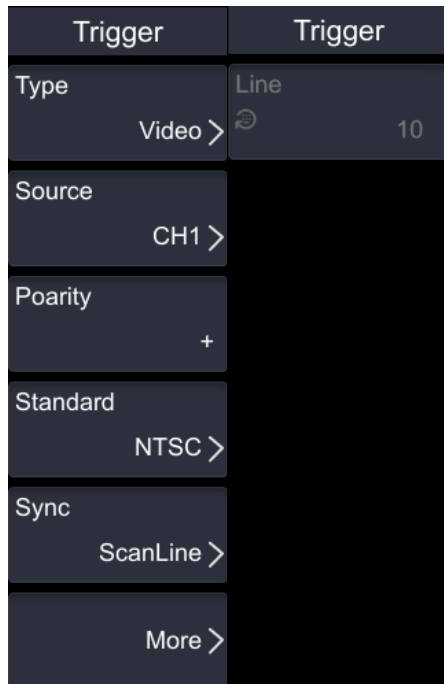 Trigger
Type
Video >
Source
CH1 >
Poarity
+
Standard
NTSC >
Sync
ScanLine >
More >
Trigger
Line
10